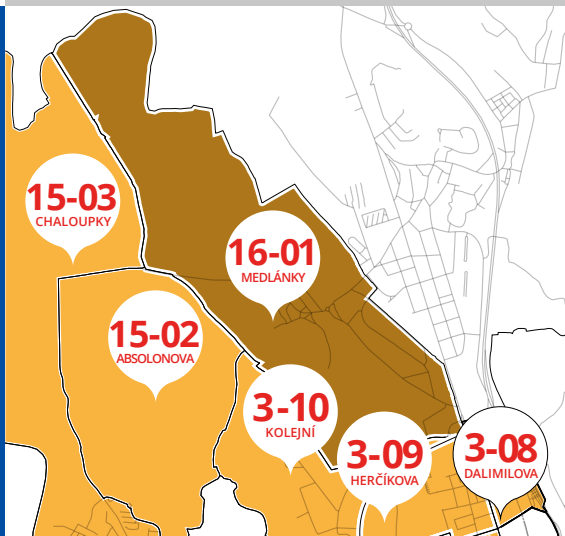 15-03
CHALOUPKY
16-01
MEDLÁNKY
15-02
ABSOLONOVA
3-10
KOLEJNÍ
3-09
HERČÍKOVA
3-08
DALIMILOVA